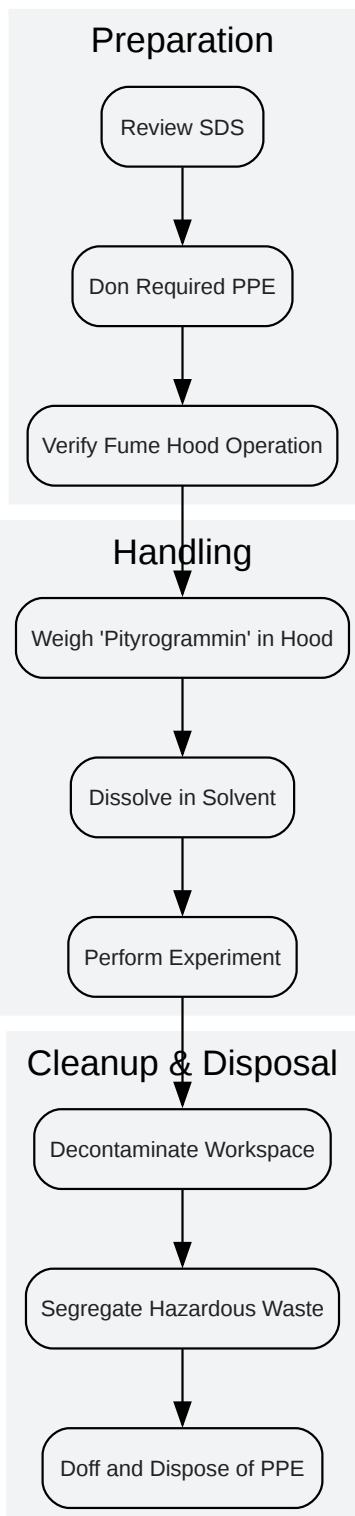 Preparation
Review SDS
Don Required PPE
Verify Fume Hood Operation
Handling
Weigh 'Pityrogrammin' in Hood
Dissolve in Solvent
Perform Experiment
Cleanup & Disposal
Decontaminate Workspace
Segregate Hazardous Waste
Doff and Dispose of PPE